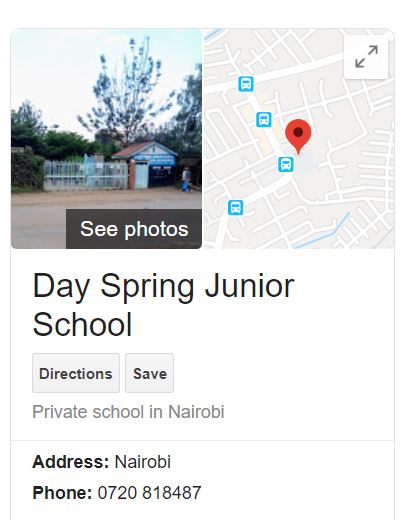 See photos
Day Spring Junior
School
Directions Save
Private school in Nairobi
Address: Nairobi
Phone: 0720 818487